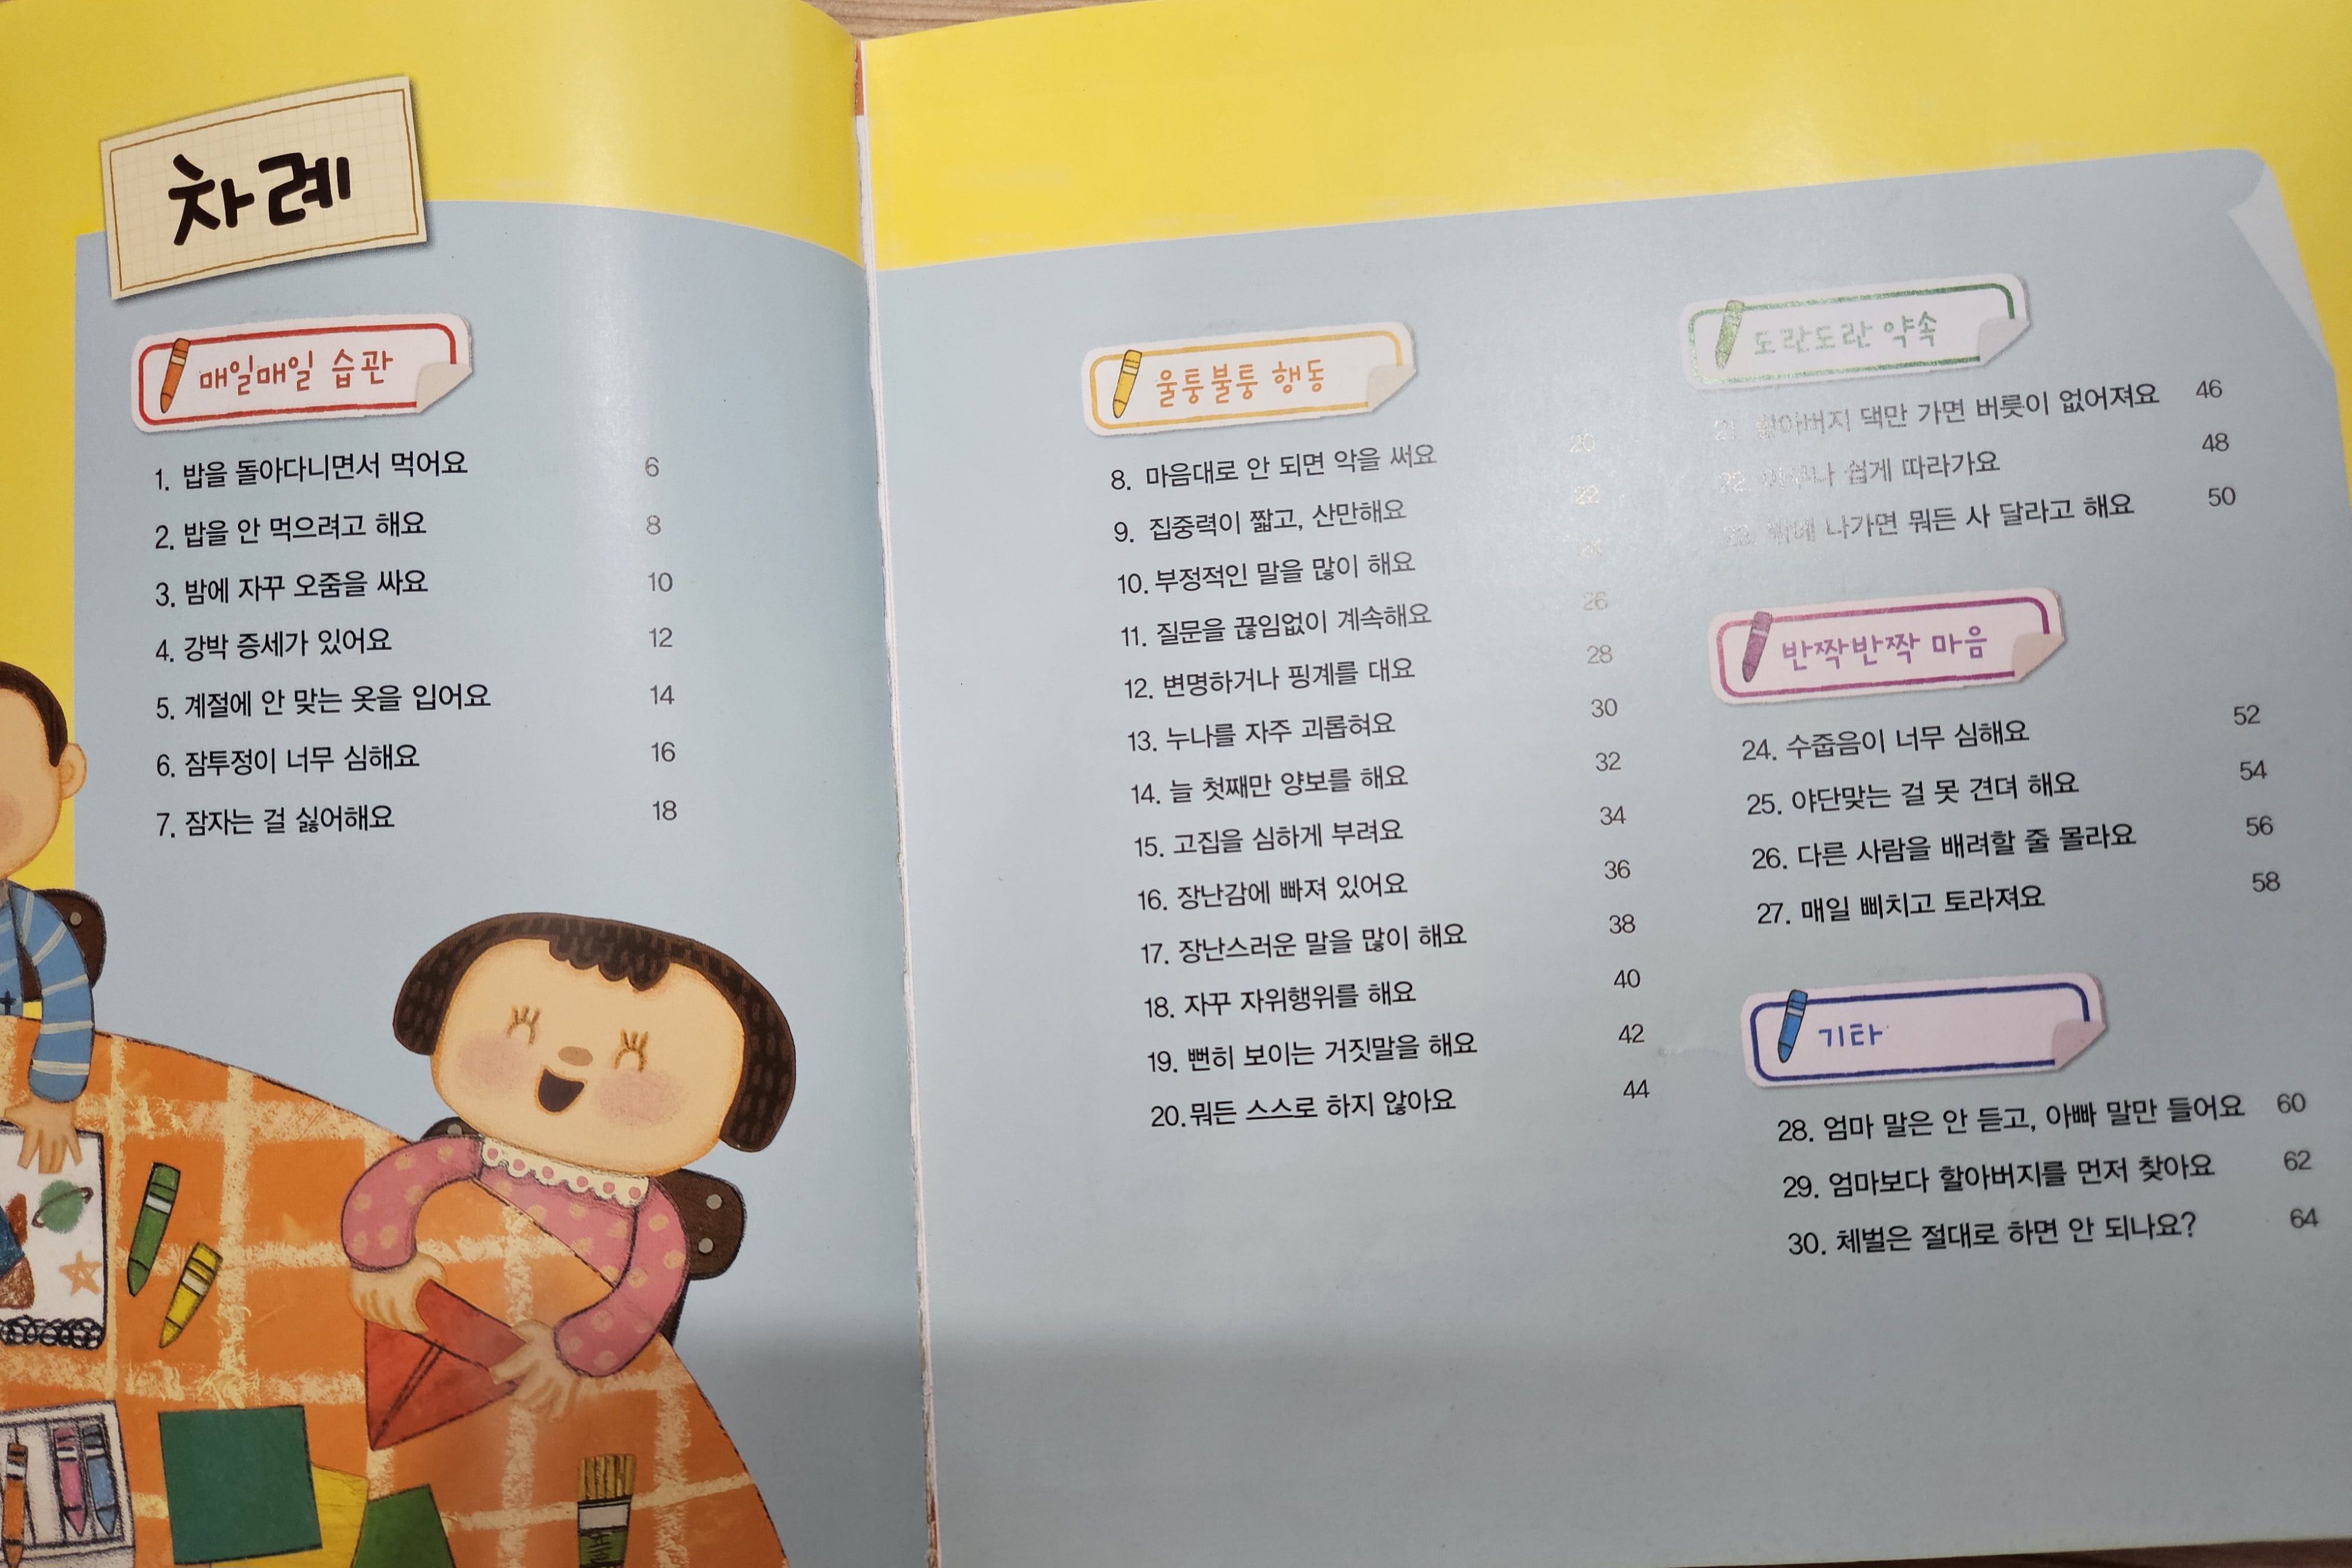 차례
매일매일 습관
1. 밥을 돌아다니면서 먹어요 6
2. 밥을 안 먹으려고 해요 8
3. 밤에 자꾸 오줌을 싸요 10
4. 강박 증세가 있어요 12
5. 계절에 안 맞는 옷을 입어요 14
6. 잠투정이 너무 심해요 16
7. 잠자는 걸 싫어해요 18
울퉁불퉁 행동
8. 마음대로 안 되면 악을 써요 20
9. 집중력이 짧고, 산만해요 22
10. 부정적인 말을 많이 해요
11. 질문을 끊임없이 계속해요 26
12. 변명하거나 핑계를 대요 28
13. 누나를 자주 괴롭혀요 30
14. 늘 첫째만 양보를 해요 32
15. 고집을 심하게 부려요 34
16. 장난감에 빠져 있어요 36
17. 장난스러운 말을 많이 해요 38
18. 자꾸 자위행위를 해요 40
19. 뻔히 보이는 거짓말을 해요 42
20. 뭐든 스스로 하지 않아요 44
도란도란 약속
21. 할아버지 댁만 가면 버릇이 없어져요 46
22. 쉽게 따라가요 48
나가면 뭐든 사 달라고 해요 50
반짝반짝 마음
24. 수줍음이 너무 심해요 52
25. 야단맞는 걸 못 견뎌 해요 54
26. 다른 사람을 배려할 줄 몰라요 56
27. 매일 삐치고 토라져요 58
기타
28. 엄마 말은 안 듣고, 아빠 말만 들어요 60
29. 엄마보다 할아버지를 먼저 찾아요 62
30. 체벌은 절대로 하면 안 되나요? 64